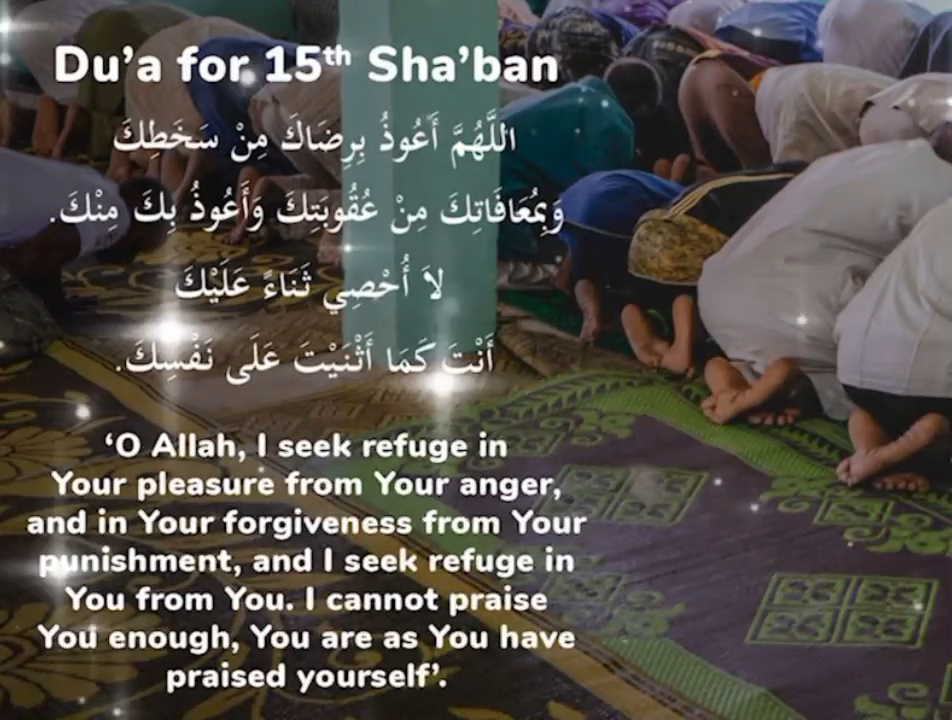 Du’a for 15th Sha’ban
اللَّهُمَّ أَعُوذُ بِرِضَاكَ مِنْ سَخَطِكَ
وَبِمُعَافَاتِكَ مِنْ عُقُوبَتِكَ وَأَعُوذُ بِكَ مِنْكَ.
لاَ أُحْصِي ثَنَاءً عَلَيْكَ
أَنْتَ كَمَا أَثْنَيْتَ عَلَى نَفْسِكَ.
‘O Allah, I seek refuge in
Your pleasure from Your anger,
and in Your forgiveness from Your
punishment, and I seek refuge in
You from You. I cannot praise
You enough, You are as You have
praised yourself’.